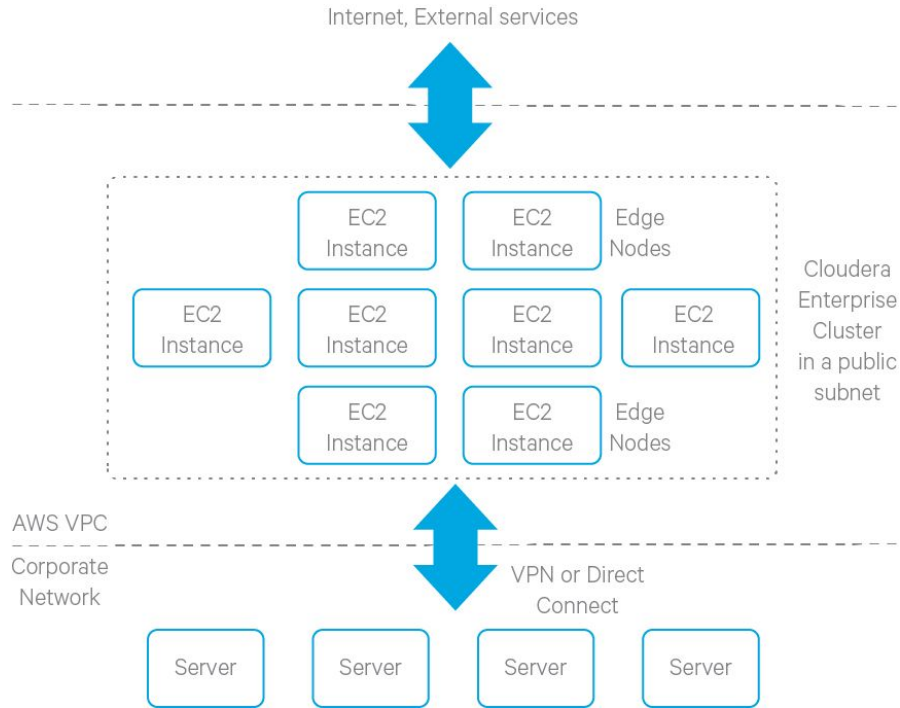 Internet, External services
EC2
Instance
EC2
Instance
Edge
Nodes
EC2
Instance
EC2
Instance
EC2
Instance
EC2
Instance
Cloudera
Enterprise
Cluster
in a public
subnet
EC2
Instance
EC2
Instance
Edge
Nodes
AWS VPC
Corporate
Network
VPN or Direct
Connect
Server
Server
Server
Server